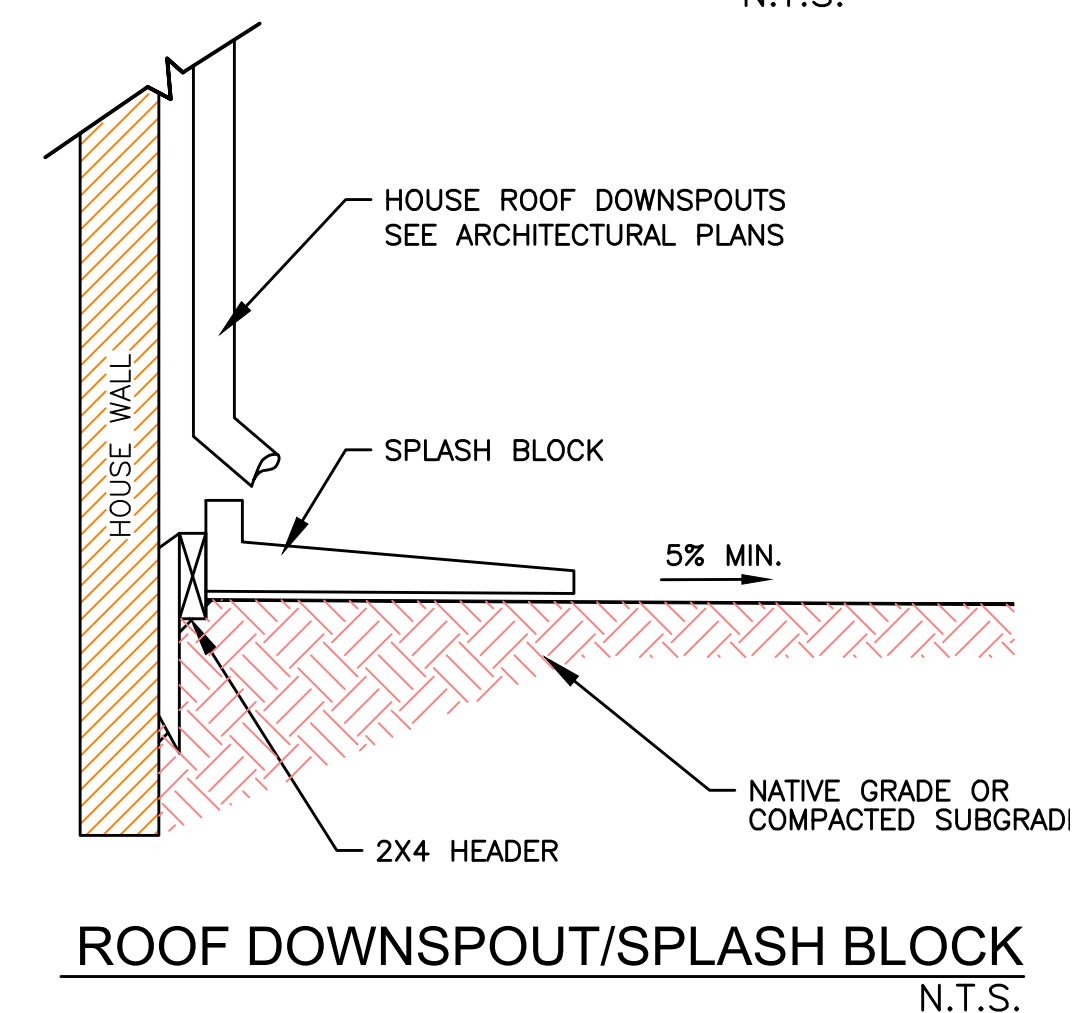 N.T.S.
HOUSE ROOF DOWNSPOUTS
SEE ARCHITECTURAL PLANS
HOUSE WALL
SPLASH BLOCK
5% MIN.
NATIVE GRADE OR
COMPACTED SUBGRADE
2X4 HEADER
ROOF DOWNSPOUT/SPLASH BLOCK
N.T.S.